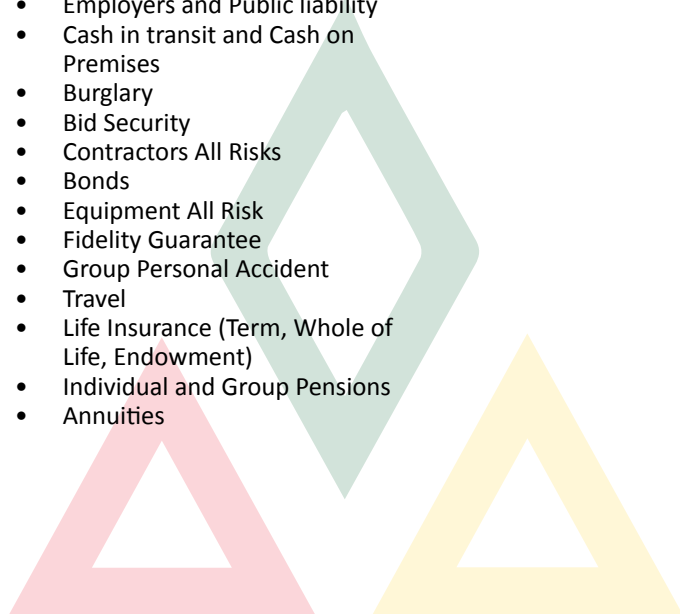 • Employers and Public liability
• Cash in transit and Cash on
Premises
• Burglary
• Bid Security
• Contractors All Risks
• Bonds
• Equipment All Risk
• Fidelity Guarantee
• Group Personal Accident
• Travel
• Life Insurance (Term, Whole of
Life, Endowment)
• Individual and Group Pensions
• Annuities